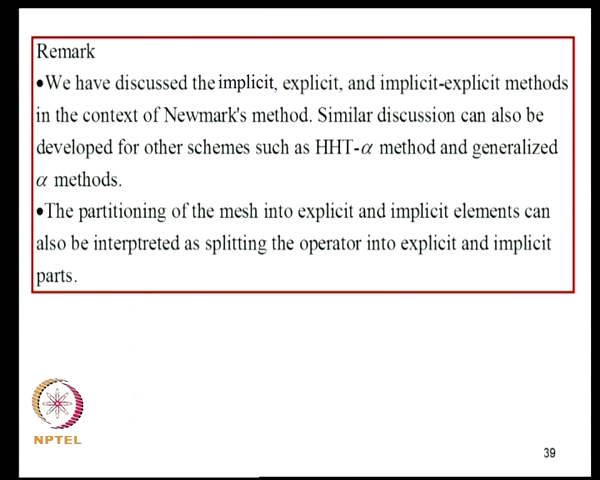 Remark
•We have discussed the implicit, explicit, and implicit-explicit methods
in the context of Newmark's method. Similar discussion can also be
developed for other schemes such as HHT-α method and generalized
α methods.
•The partitioning of the mesh into explicit and implicit elements can
also be interptreted as splitting the operator into explicit and implicit
parts.
NPTEL
39